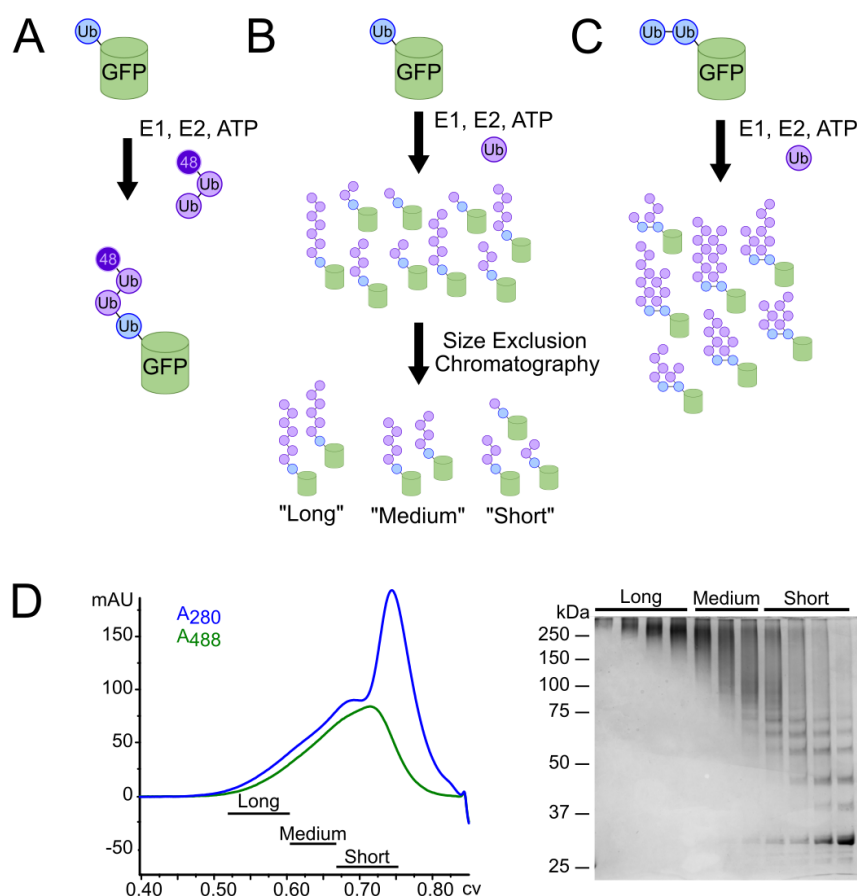 A
Ub
GFP
E1, E2, ATP
48
Ub
Ub
48
Ub
Ub
Ub
GFP
B
Ub
GFP
E1, E2, ATP
Ub
Size Exclusion
Chromatography
"Long"
"Medium"
"Short"
C
Ub
Ub
GFP
E1, E2, ATP
Ub
D
mAU
A280
A488
150
100
50
0
-50
Long
Medium
Short
0.40
0.50
0.60
0.70
0.80
cv
Long
Medium
Short
kDa
250
150
100
75
50
37
25